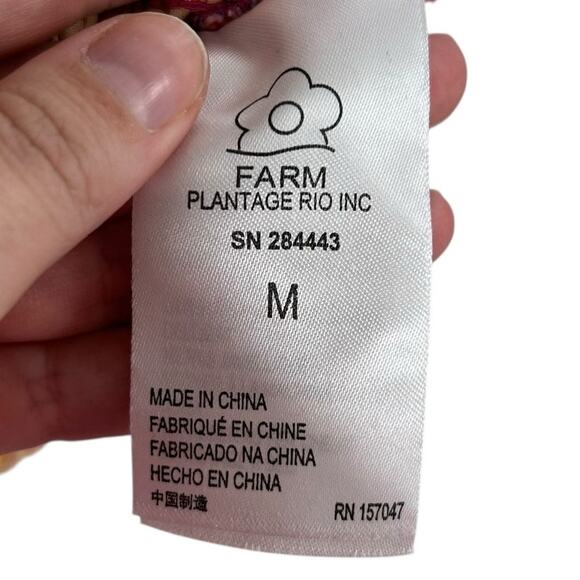 FARM
PLANTAGE RIO INC
SN 284443
M
MADE IN CHINA
FABRIQUÉ EN CHINE
FABRICADO NA CHINA
HECHO EN CHINA
中国制造
RN 157047